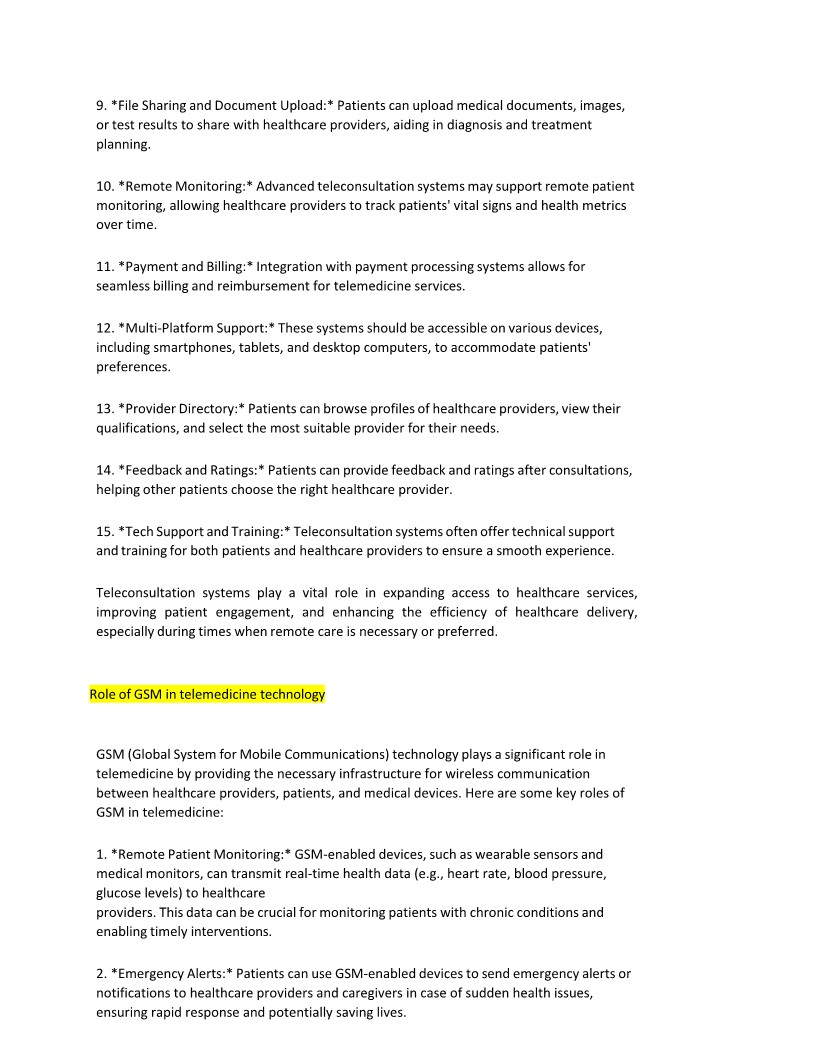 9. *File Sharing and Document Upload:* Patients can upload medical documents, images,
or test results to share with healthcare providers, aiding in diagnosis and treatment
planning.
10. *Remote Monitoring:* Advanced teleconsultation systems may support remote patient
monitoring, allowing healthcare providers to track patients' vital signs and health metrics
over time.
11. *Payment and Billing:* Integration with payment processing systems allows for
seamless billing and reimbursement for telemedicine services.
12. *Multi-Platform Support:* These systems should be accessible on various devices,
including smartphones, tablets, and desktop computers, to accommodate patients'
preferences.
13. *Provider Directory:* Patients can browse profiles of healthcare providers, view their
qualifications, and select the most suitable provider for their needs.
14. *Feedback and Ratings:* Patients can provide feedback and ratings after consultations,
helping other patients choose the right healthcare provider.
15. *Tech Support and Training:* Teleconsultation systems often offer technical support
and training for both patients and healthcare providers to ensure a smooth experience.
Teleconsultation systems play a vital role in expanding access to healthcare services,
improving patient engagement, and enhancing the efficiency of healthcare delivery,
especially during times when remote care is necessary or preferred.
Role of GSM in telemedicine technology
GSM (Global System for Mobile Communications) technology plays a significant role in
telemedicine by providing the necessary infrastructure for wireless communication
between healthcare providers, patients, and medical devices. Here are some key roles of
GSM in telemedicine:
1. *Remote Patient Monitoring:* GSM-enabled devices, such as wearable sensors and
medical monitors, can transmit real-time health data (e.g., heart rate, blood pressure,
glucose levels) to healthcare
providers. This data can be crucial for monitoring patients with chronic conditions and
enabling timely interventions.
2. *Emergency Alerts:* Patients can use GSM-enabled devices to send emergency alerts or
notifications to healthcare providers and caregivers in case of sudden health issues,
ensuring rapid response and potentially saving lives.